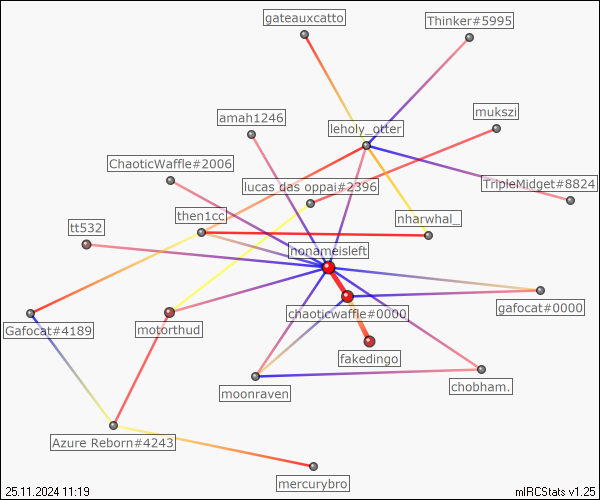 gateauxcatto
Thinker#5995
mukszi
amah1246
leholy_otter
ChaoticWaffle#2006
lucas das oppai#2396
TripleMidget#8824
then1cc
nharwhal_
tt532
nonameisleft
chaoticwaffle#0000
gafocat#0000
Gafocat#4189
motorthud
fakedingo
moonraven
chobham.
Azure Reborn#4243
mercurybro
25.11.2024 11:19
mIRCStats v1.25